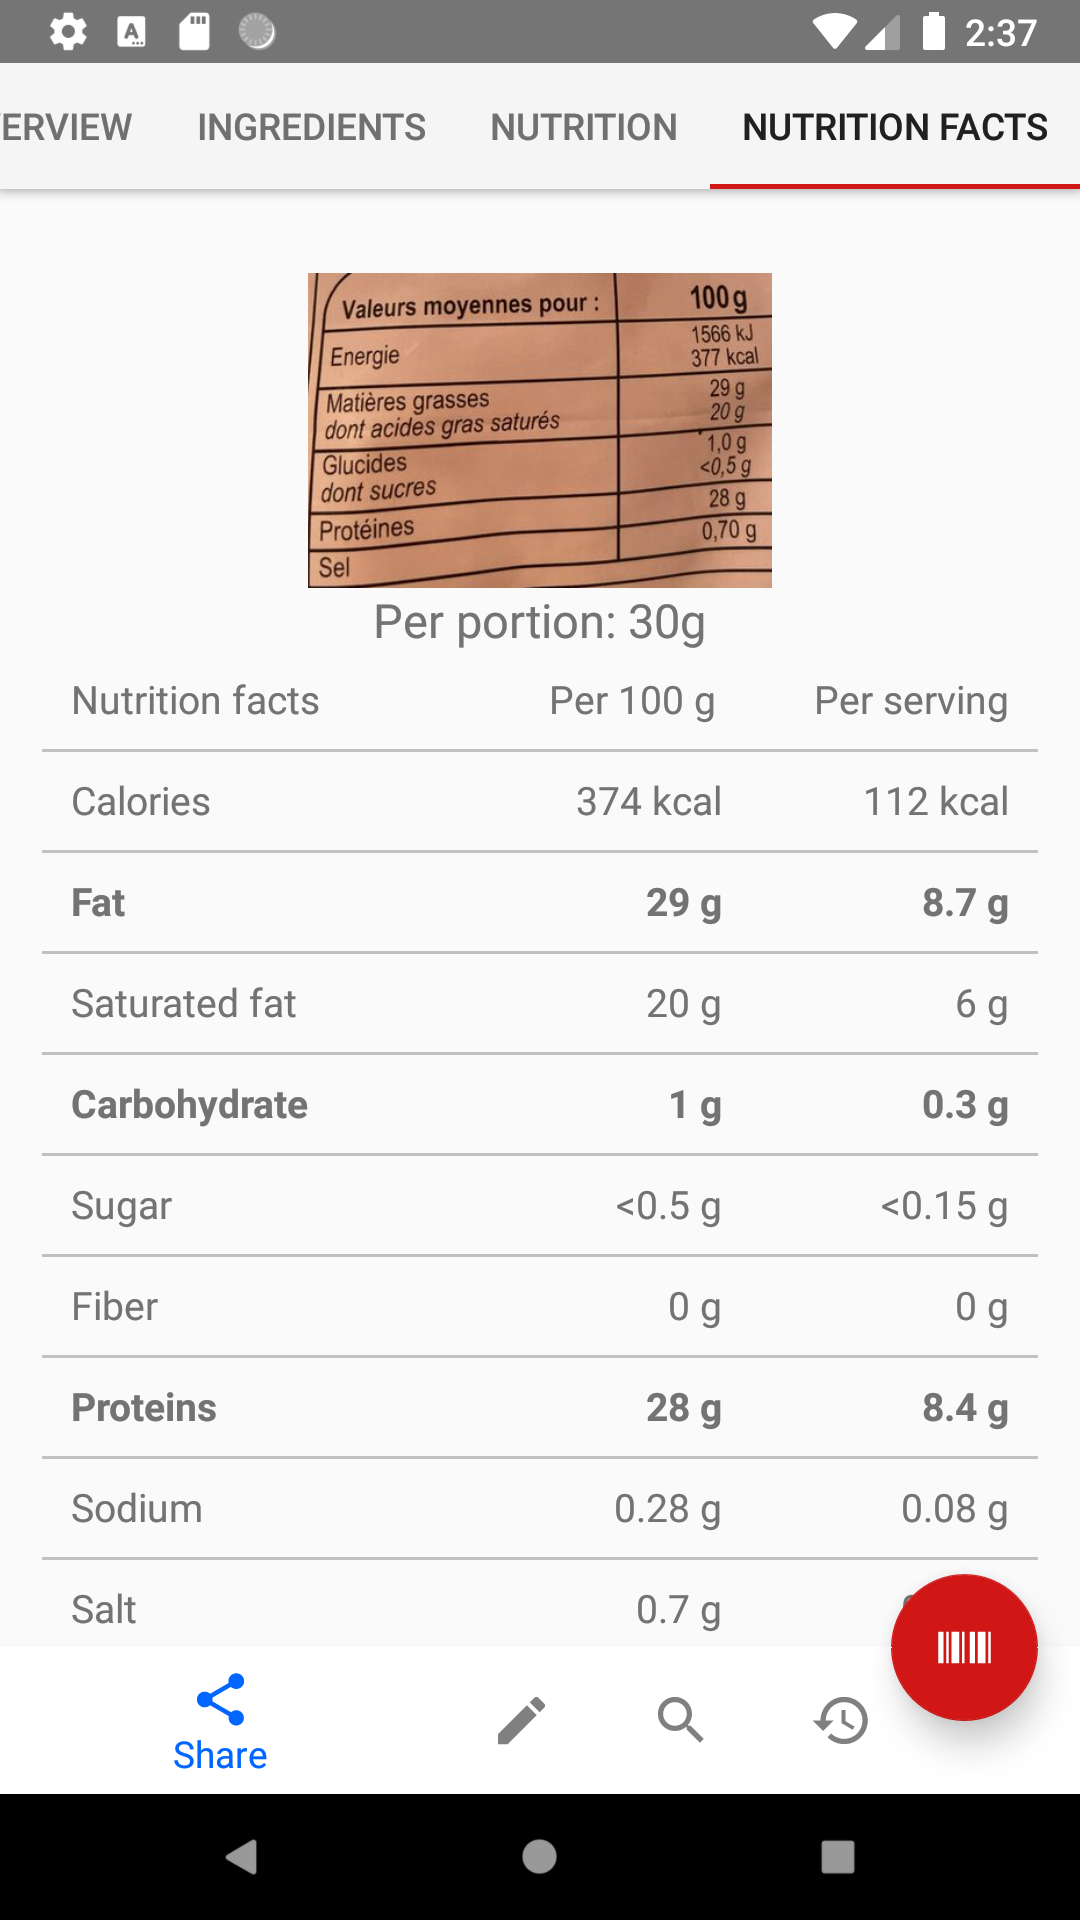 2:37
ERVIEW INGREDIENTS NUTRITION NUTRITION FACTS
Valeurs moyennes pour : 100g
Energie 1566 kJ
377 kcal
Matières grasses 29 g
dont acides gras saturés 20 g
Glucides 1,0 g
dont sucres <0,5 g
Protéines 28 g
Sel 0,70 g
Per portion: 30g
Nutrition facts Per 100 g Per serving
Calories 374 kcal 112 kcal
Fat 29 g 8.7 g
Saturated fat 20 g 6 g
Carbohydrate 1 g 0.3 g
Sugar <0.5 g <0.15 g
Fiber 0 g 0 g
Proteins 28 g 8.4 g
Sodium 0.28 g 0.08 g
Salt 0.7 g
Share